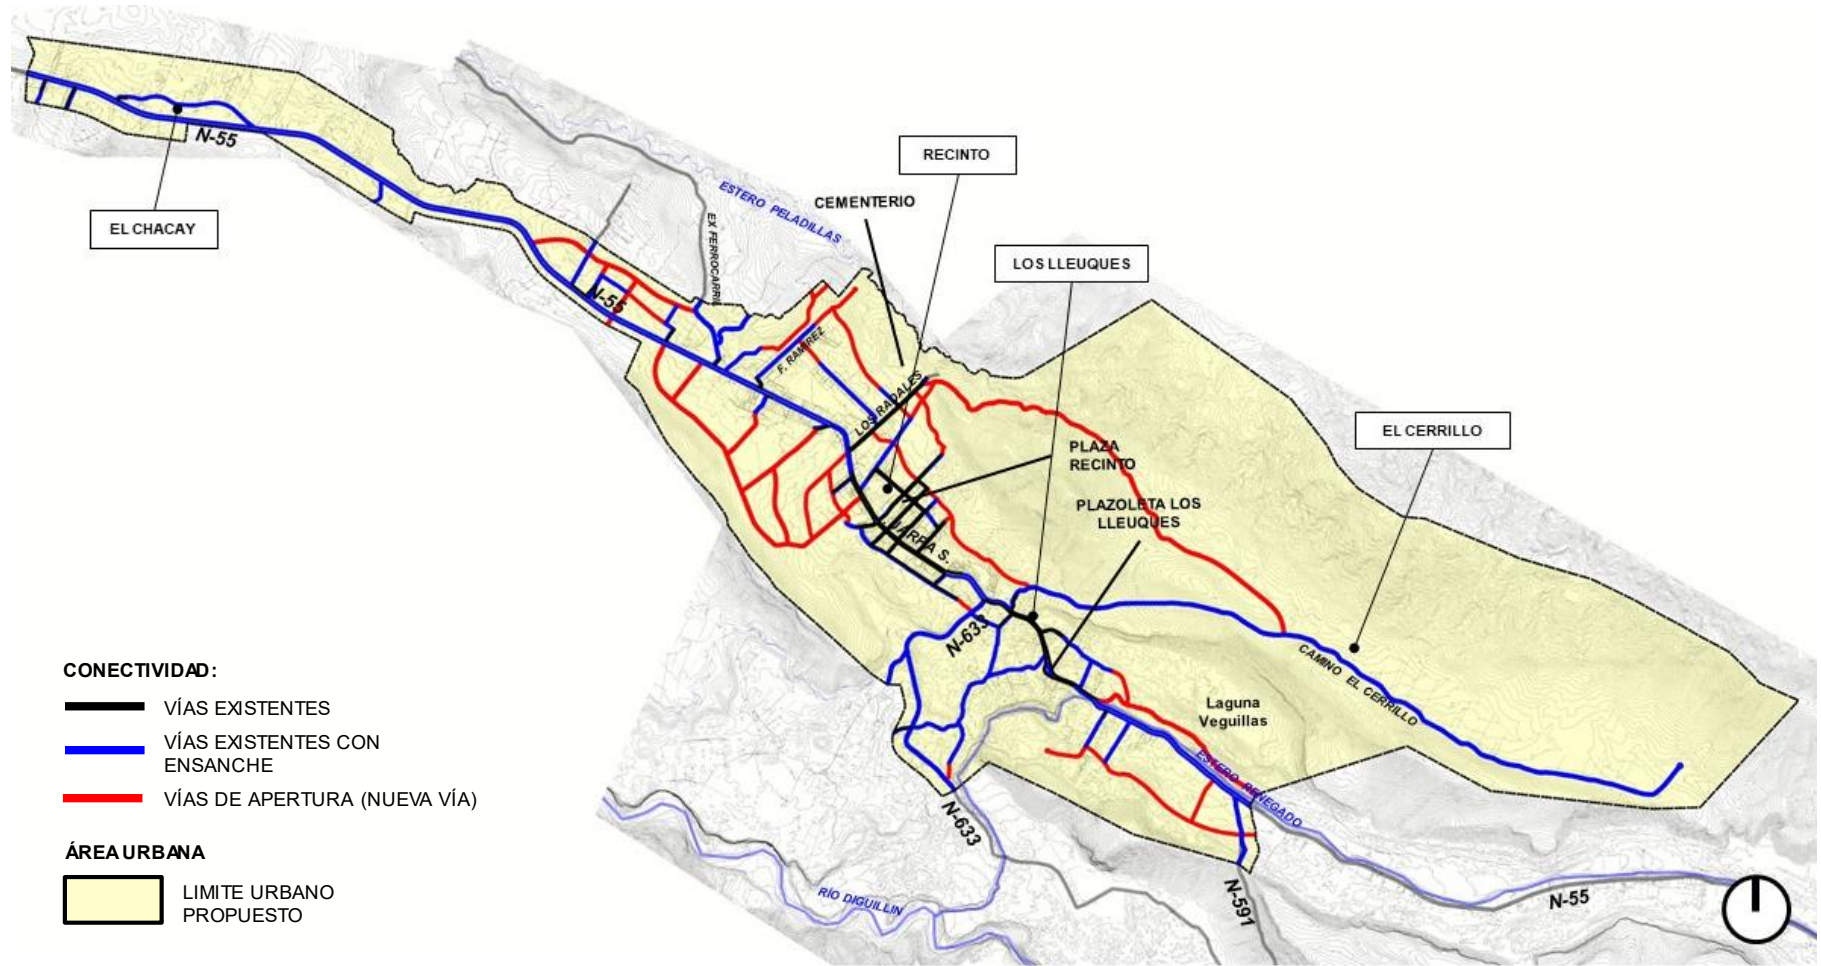 RECINTO
CEMENTERIO
ESTERO PELADILLAS
N-55
EL CHACAY
EX FERROCARRIL
LOS LLEUQUES
N-55
F. RAMIREZ
LOS RADALES
EL CERRILLO
PLAZA
RECINTO
PLAZOLETA LOS
LLEUQUES
N-633
CAMINO EL CERRILLO
Laguna
Veguillas
ESTERO RENEGADO
N-633
RÍO DIGUILLIN
N-591
N-55
CONECTIVIDAD:
VÍAS EXISTENTES
VÍAS EXISTENTES CON
ENSANCHE
VÍAS DE APERTURA (NUEVA VÍA)
ÁREA URBANA
LIMITE URBANO
PROPUESTO